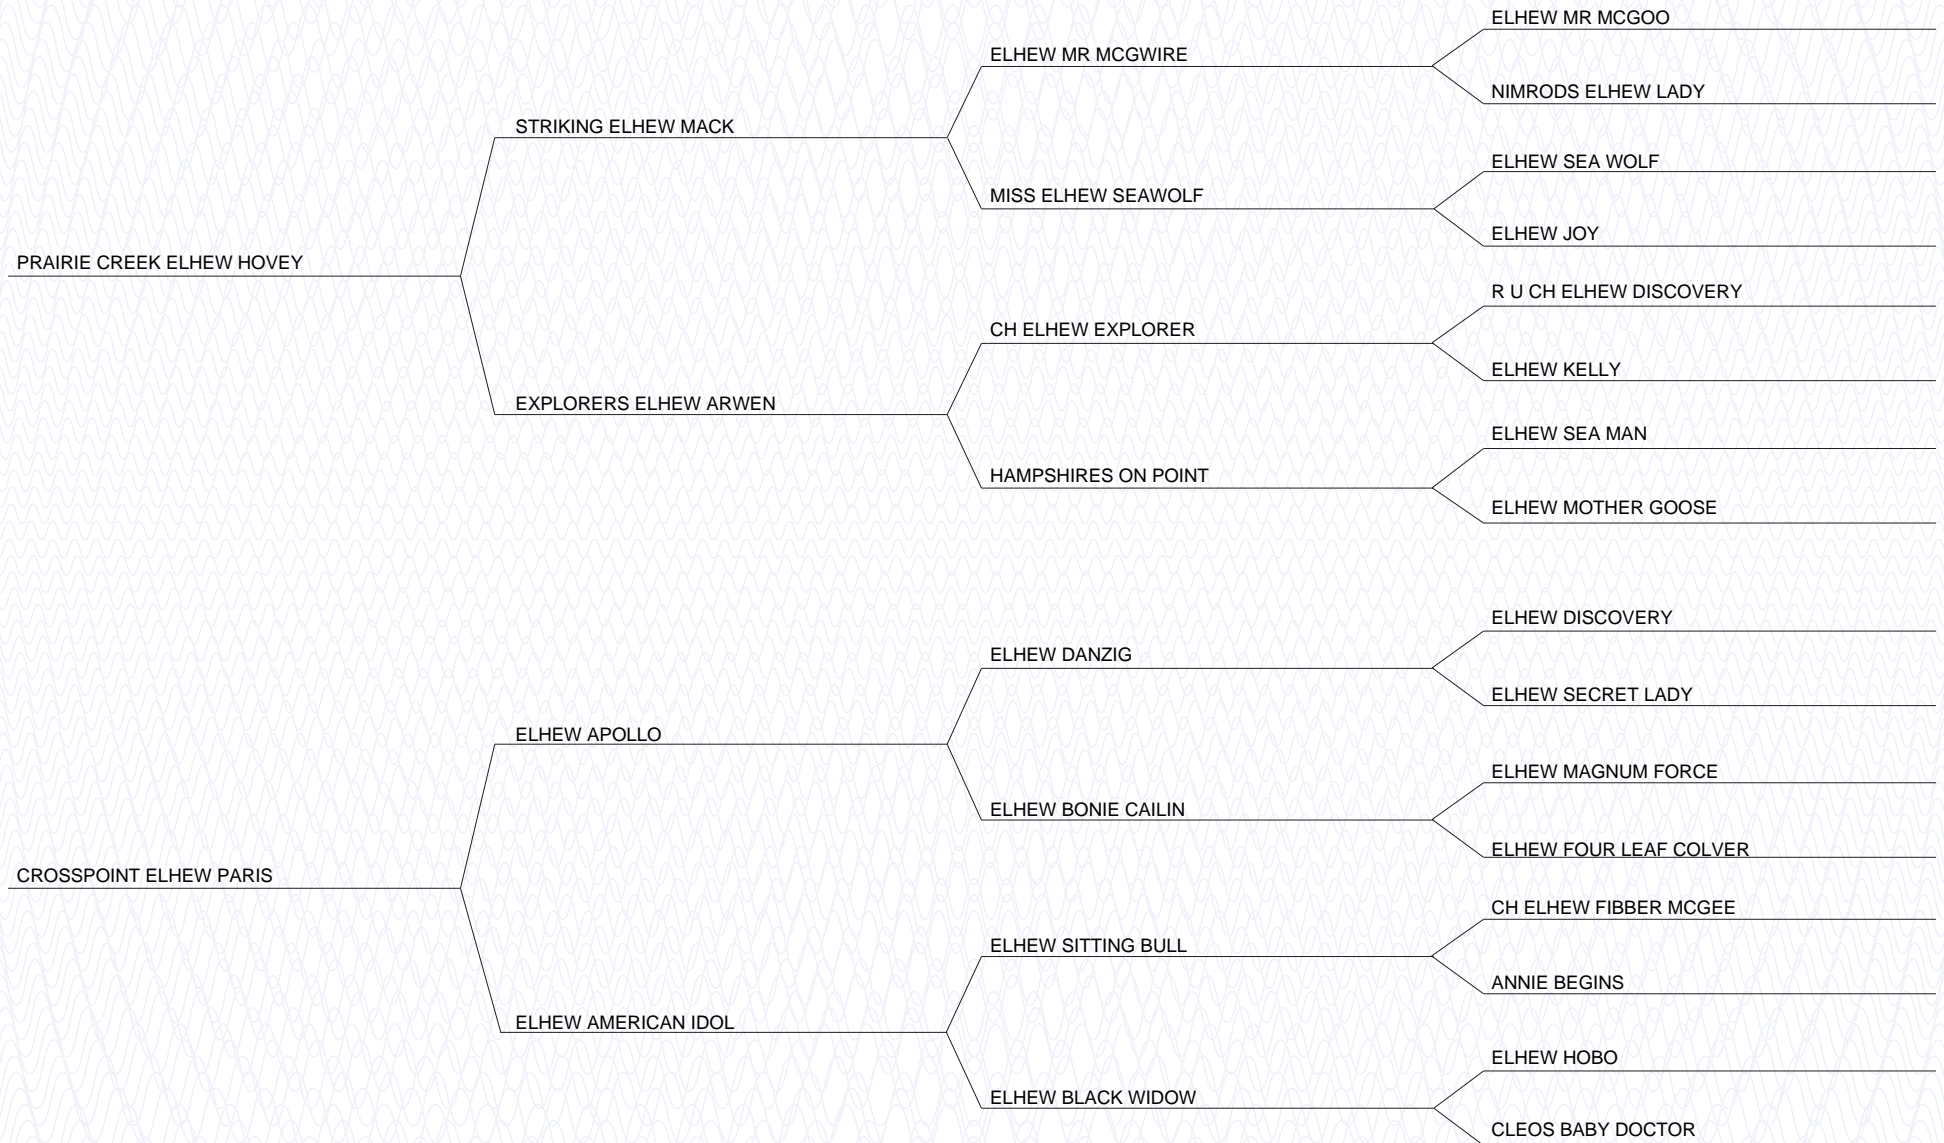 ELHEW MR MCGOO
ELHEW MR MCGWIRE
NIMRODS ELHEW LADY
STRIKING ELHEW MACK
ELHEW SEA WOLF
MISS ELHEW SEAWOLF
ELHEW JOY
PRAIRIE CREEK ELHEW HOVEY
R U CH ELHEW DISCOVERY
CH ELHEW EXPLORER
ELHEW KELLY
EXPLORERS ELHEW ARWEN
ELHEW SEA MAN
HAMPSHIRES ON POINT
ELHEW MOTHER GOOSE
ELHEW DISCOVERY
ELHEW DANZIG
ELHEW SECRET LADY
ELHEW APOLLO
ELHEW MAGNUM FORCE
ELHEW BONIE CAILIN
ELHEW FOUR LEAF COLVER
CROSSPOINT ELHEW PARIS
CH ELHEW FIBBER MCGEE
ELHEW SITTING BULL
ANNIE BEGINS
ELHEW AMERICAN IDOL
ELHEW HOBO
ELHEW BLACK WIDOW
CLEOS BABY DOCTOR